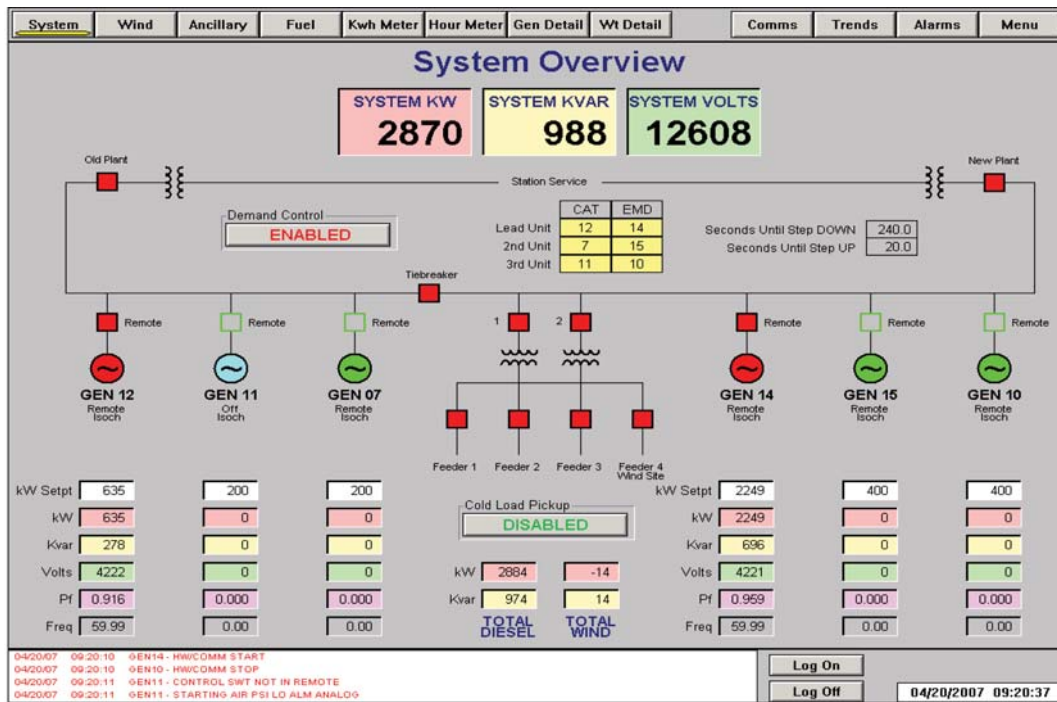 System Wind Ancillary Fuel Kwh Meter Hour Meter Gen Detail Wt Detail Comms Trends Alarms Menu
System Overview
SYSTEM KW SYSTEM KVAR SYSTEM VOLTS
2870 988 12608
Old Plant New Plant
Station Service
Demand Control
ENABLED
CAT EMD
Lead Unit 12 14
2nd Unit 7 15
3rd Unit 11 10
Seconds Until Step DOWN 240.0
Seconds Until Step UP 20.0
Tiebreaker
Remote Remote Remote 1 2 Remote Remote Remote
GEN 12 GEN 11 GEN 07 GEN 14 GEN 15 GEN 10
Remote Off Remote Remote Remote Remote
Isoch Isoch Isoch Isoch Isoch Isoch
Feeder 1 Feeder 2 Feeder 3 Feeder 4
Wind Site
kW Setpt 635 200 200 kW Setpt 2249 400 400
Cold Load Pickup
DISABLED
kW 635 0 0 kW 2249 0 0
Kvar 278 0 0 Kvar 696 0 0
Volts 4222 0 0 kW 2884 -14 Volts 4221 0 0
Pf 0.916 0.000 0.000 Kvar 974 14 Pf 0.959 0.000 0.000
Freq 59.99 0.00 0.00 TOTAL DIESEL TOTAL WIND Freq 59.99 0.00 0.00
04/20/07 09:20:10 GEN14 - HW/COMM START
04/20/07 09:20:10 GEN10 - HW/COMM STOP
04/20/07 09:20:11 GEN11 - CONTROL SWT NOT IN REMOTE
04/20/07 09:20:11 GEN11 - STARTING AIR PSI LO ALM ANALOG
Log On
Log Off
04/20/2007 09:20:37